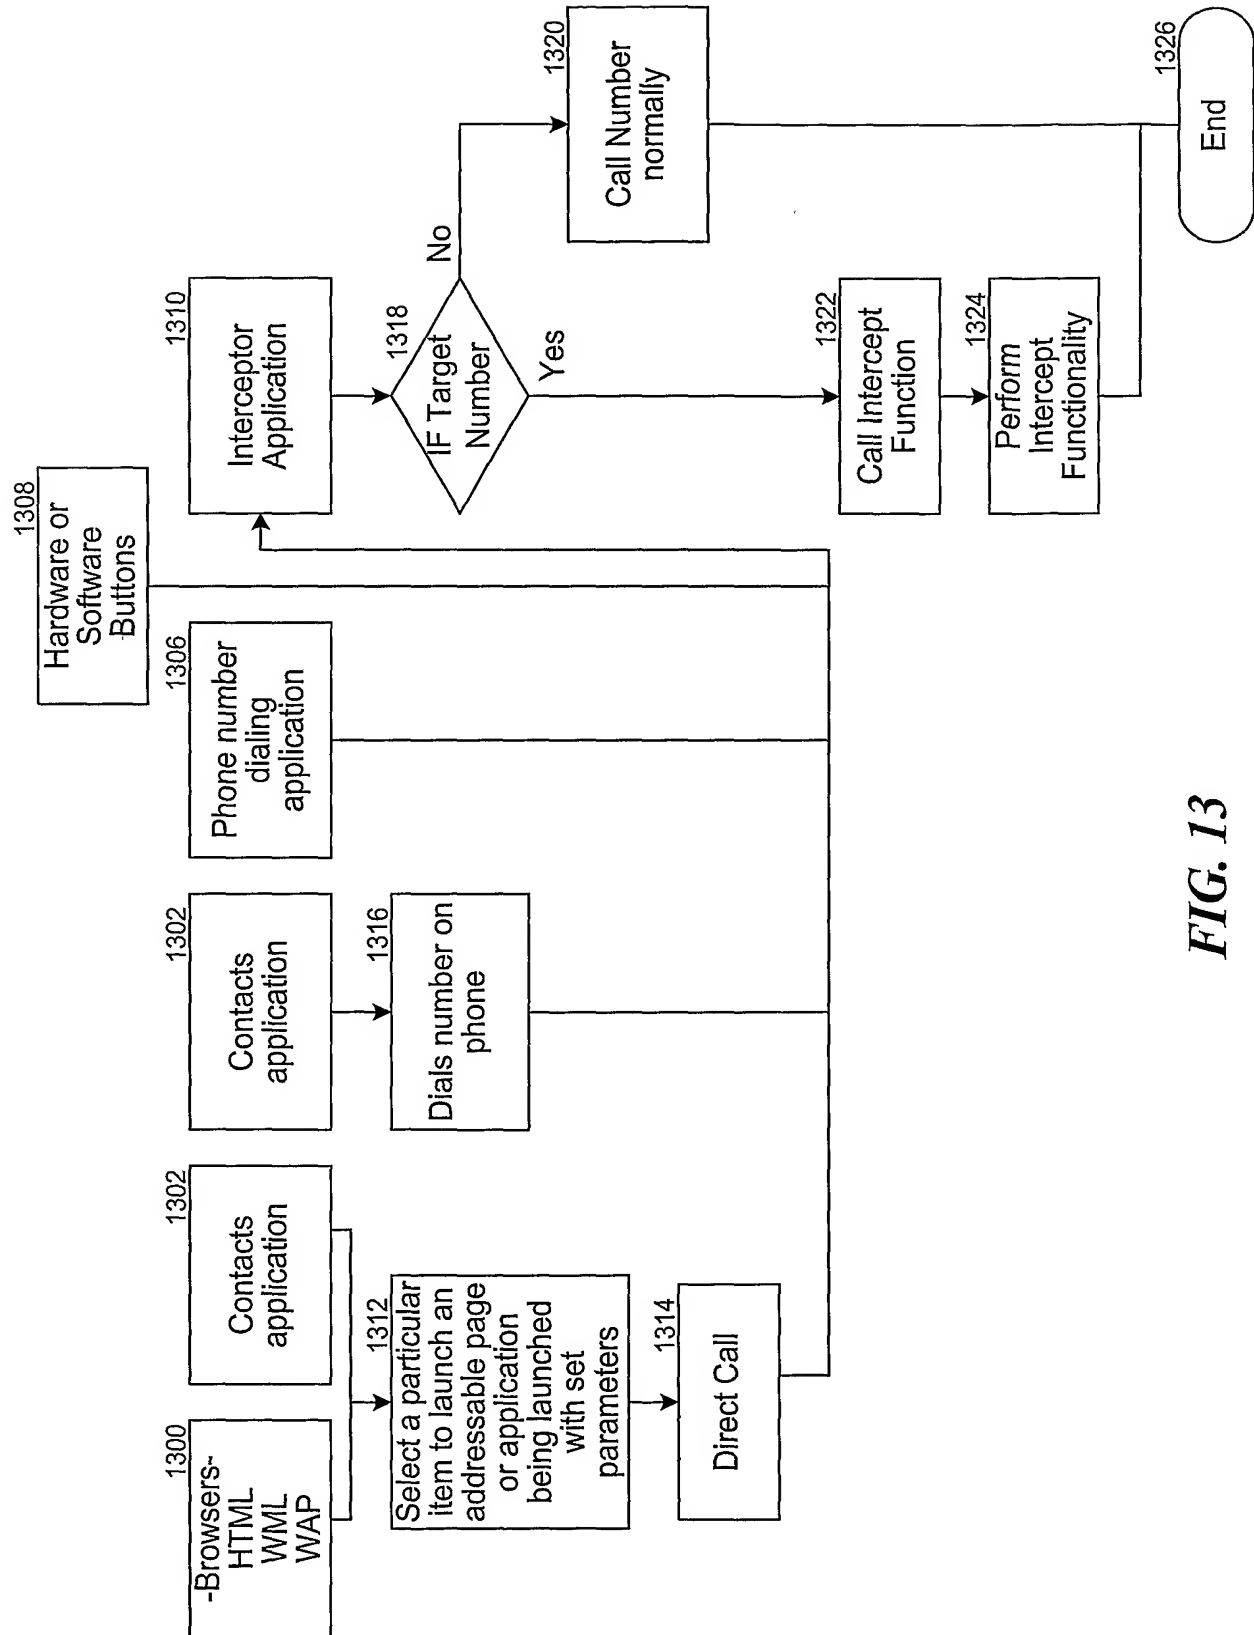 1308
Hardware or
Software
Buttons
1300
-Browsers-
HTML
WML
WAP
1302
Contacts
application
1302
Contacts
application
1306
Phone number
dialing
application
1310
Interceptor
Application
1312
Select a particular
item to launch an
addressable page
or application
being launched
with set
parameters
1316
Dials number on
phone
1318
IF Target
Number
No
Yes
1320
Call Number
normally
1314
Direct Call
1322
Call Intercept
Function
1324
Perform
Intercept
Functionality
1326
End
FIG. 13